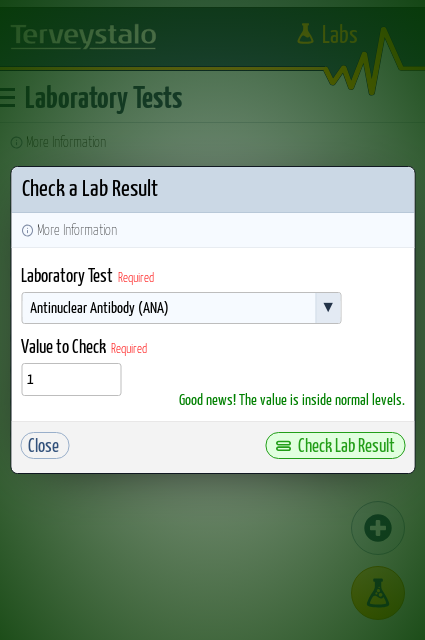 Terveystalo
Labs
Laboratory Tests
More Information
Check a Lab Result
More Information
Laboratory Test Required
Antinuclear Antibody (ANA)
Value to Check Required
1
Good news! The value is inside normal levels.
Close
Check Lab Result